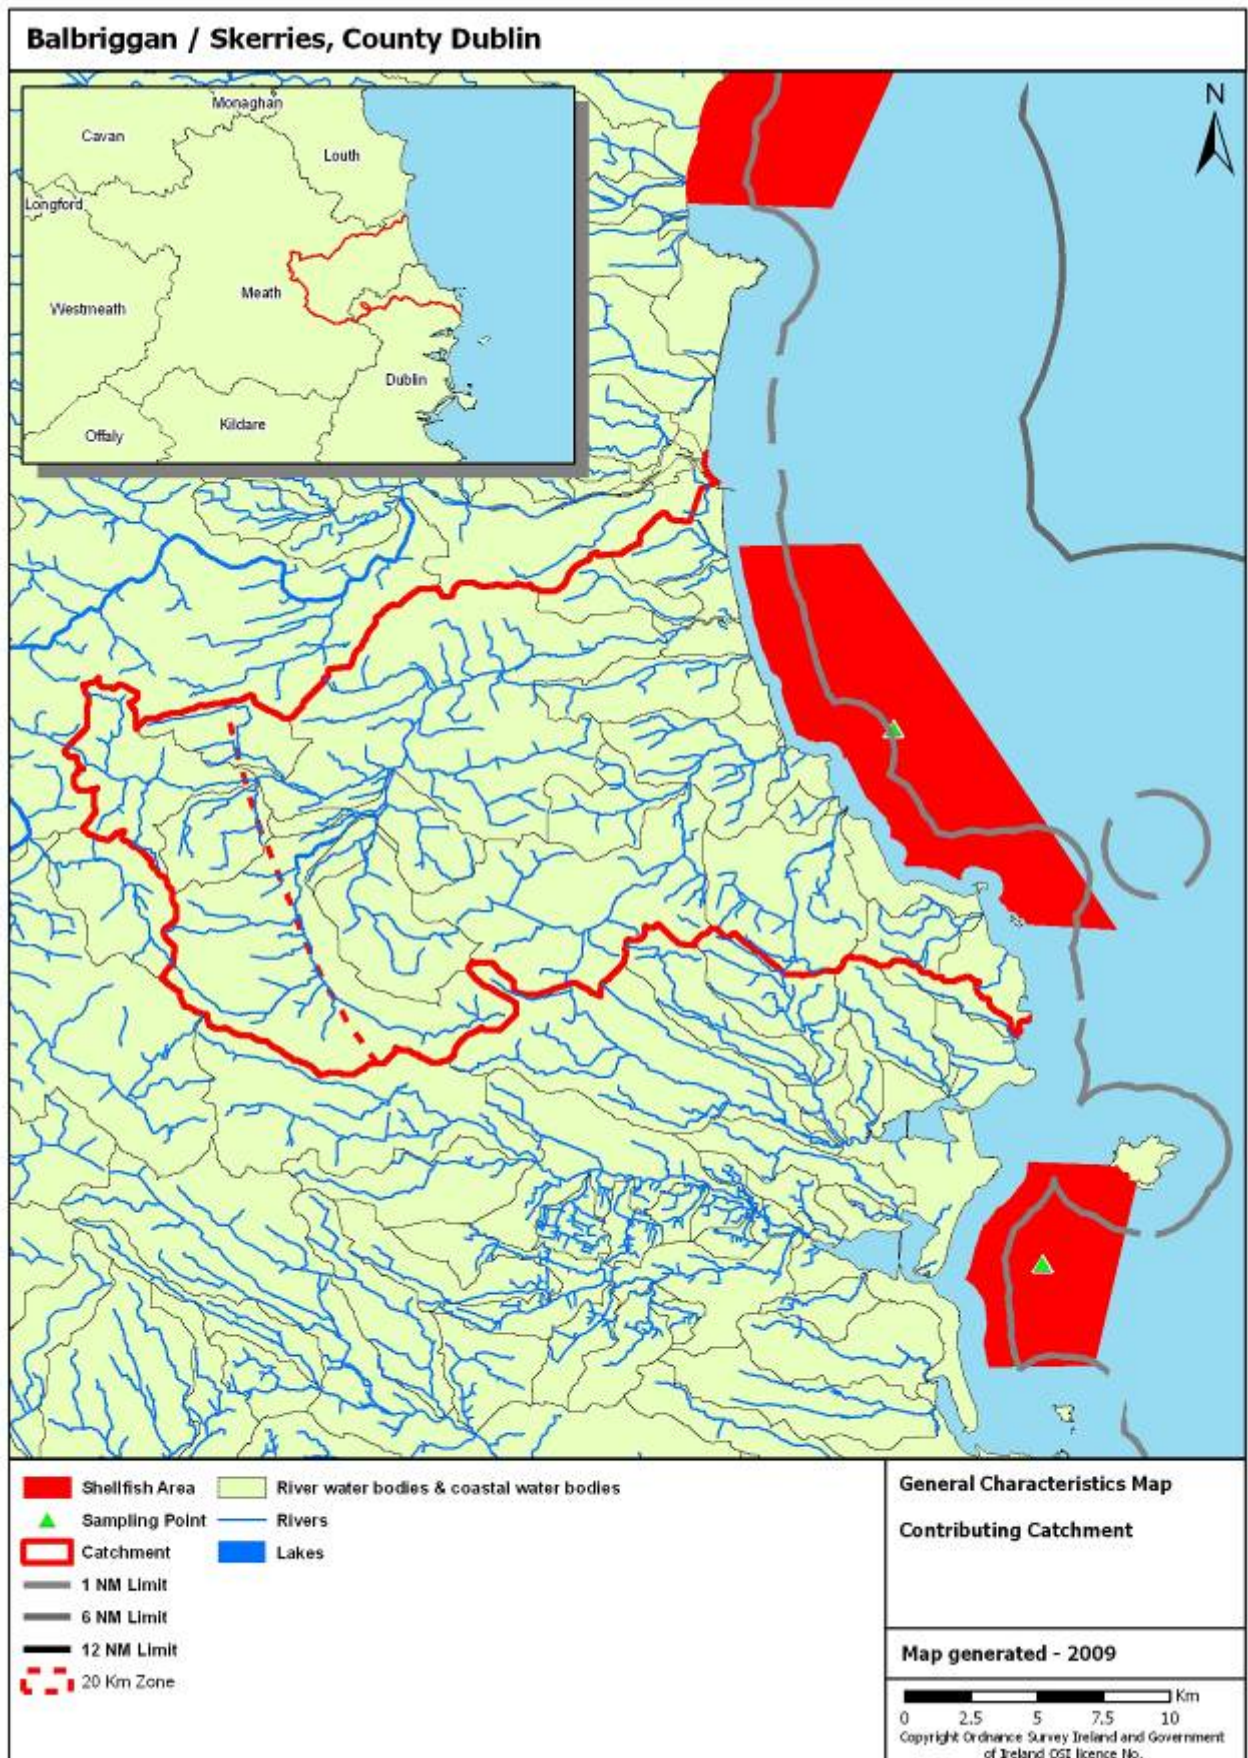 Balbriggan / Skerries, County Dublin
Monaghan
Cavan
Louth
Longford
Meath
Westmeath
Dublin
Kildare
Offaly
N
Shellfish Area
River water bodies & coastal water bodies
Sampling Point
Rivers
Catchment
Lakes
1 NM Limit
6 NM Limit
12 NM Limit
20 Km Zone
General Characteristics Map
Contributing Catchment
Map generated - 2009
Km
0 2.5 5 7.5 10
Copyright Ordnance Survey Ireland and Government
of Ireland OSI licence No.